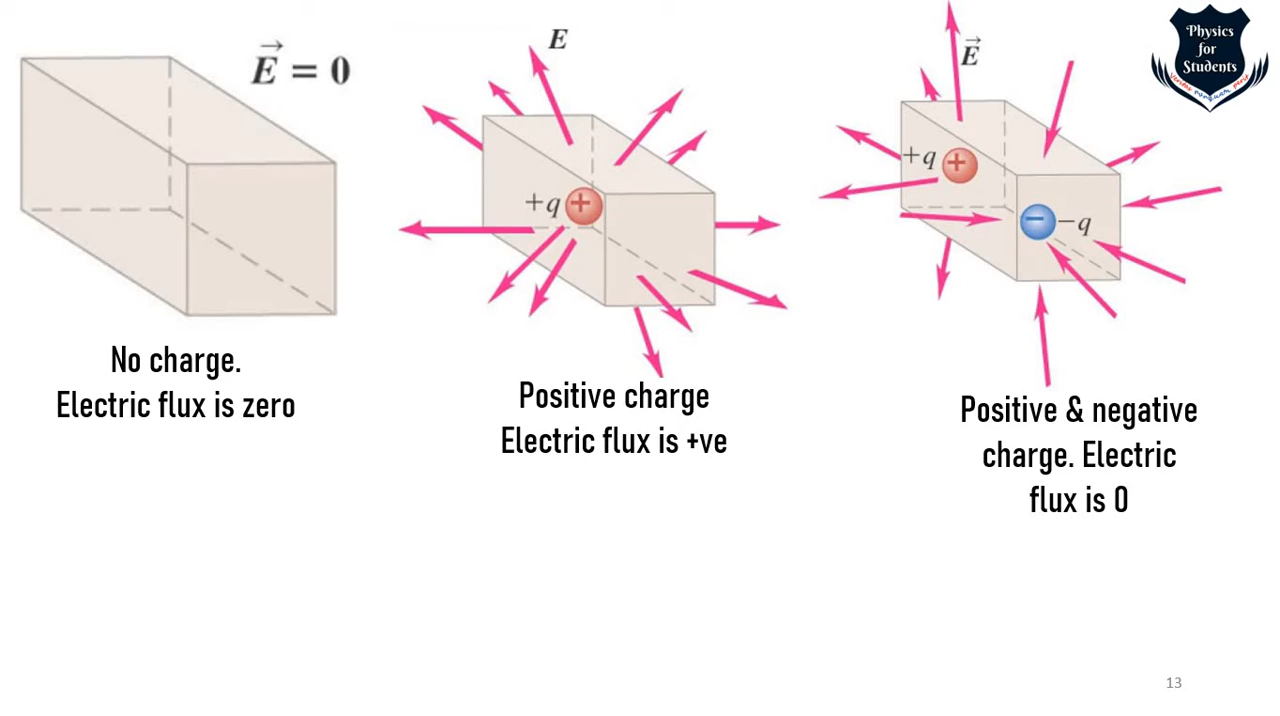 E⃗ = 0
No charge.
Electric flux is zero
E
+q
+
Positive charge
Electric flux is +ve
E⃗
+q
+
−
−q
Positive & negative
charge. Electric
flux is 0
Physics
for
Students
13